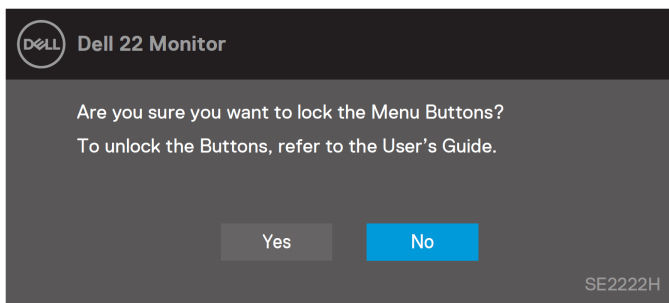 DELL Dell 22 Monitor
Are you sure you want to lock the Menu Buttons?
To unlock the Buttons, refer to the User's Guide.
Yes No
SE2222H